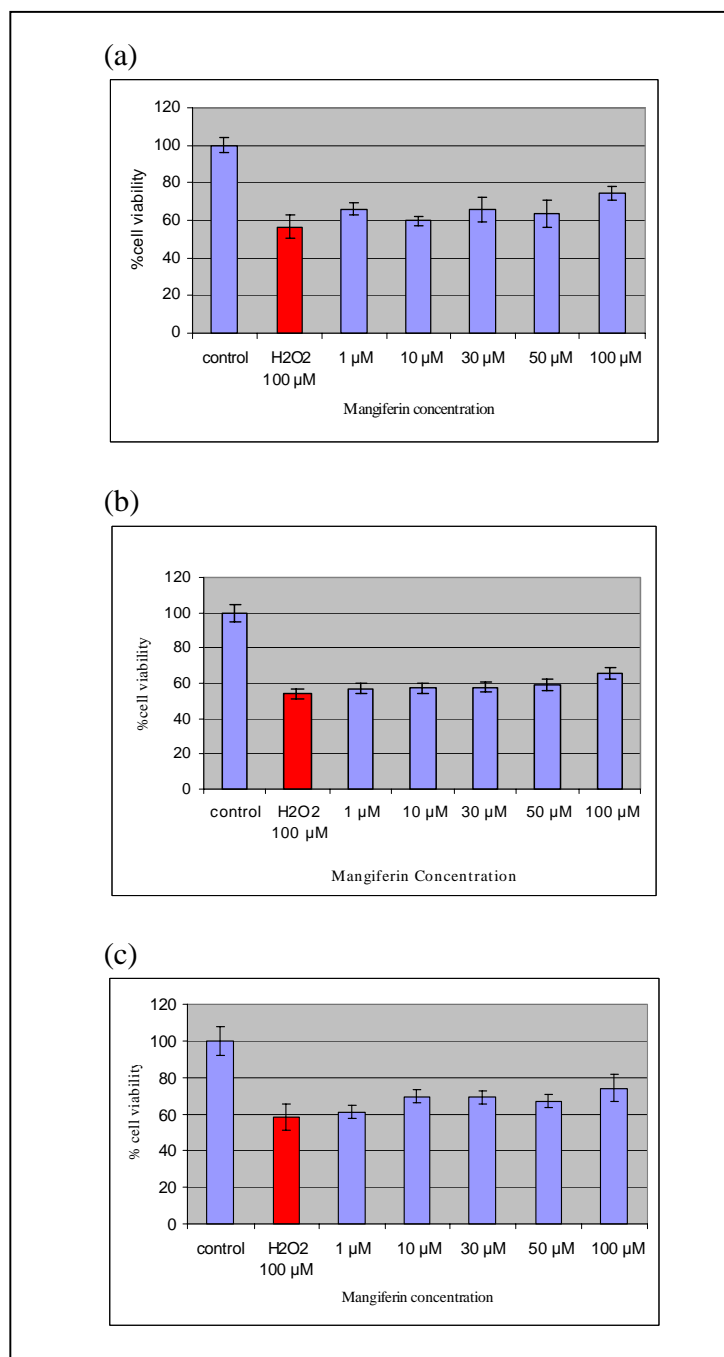 (a)
120
100
80
60
40
20
0
%cell viability
control H2O2 1 µM 10 µM 30 µM 50 µM 100 µM
100 µM
Mangiferin concentration
(b)
120
100
80
60
40
20
0
%cell viability
control H2O2 1 µM 10 µM 30 µM 50 µM 100 µM
100 µM
Mangiferin Concentration
(c)
120
100
80
60
40
20
0
% cell viability
control H2O2 1 µM 10 µM 30 µM 50 µM 100 µM
100 µM
Mangiferin concentration